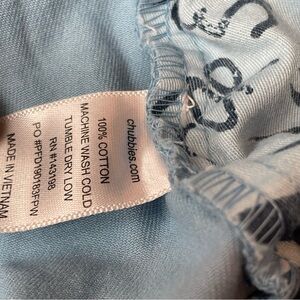 chubbies.com
100% COTTON
MACHINE WASH COLD
TUMBLE DRY LOW
RN #143198
PO #PFD190183FPW
MADE IN VIETNAM